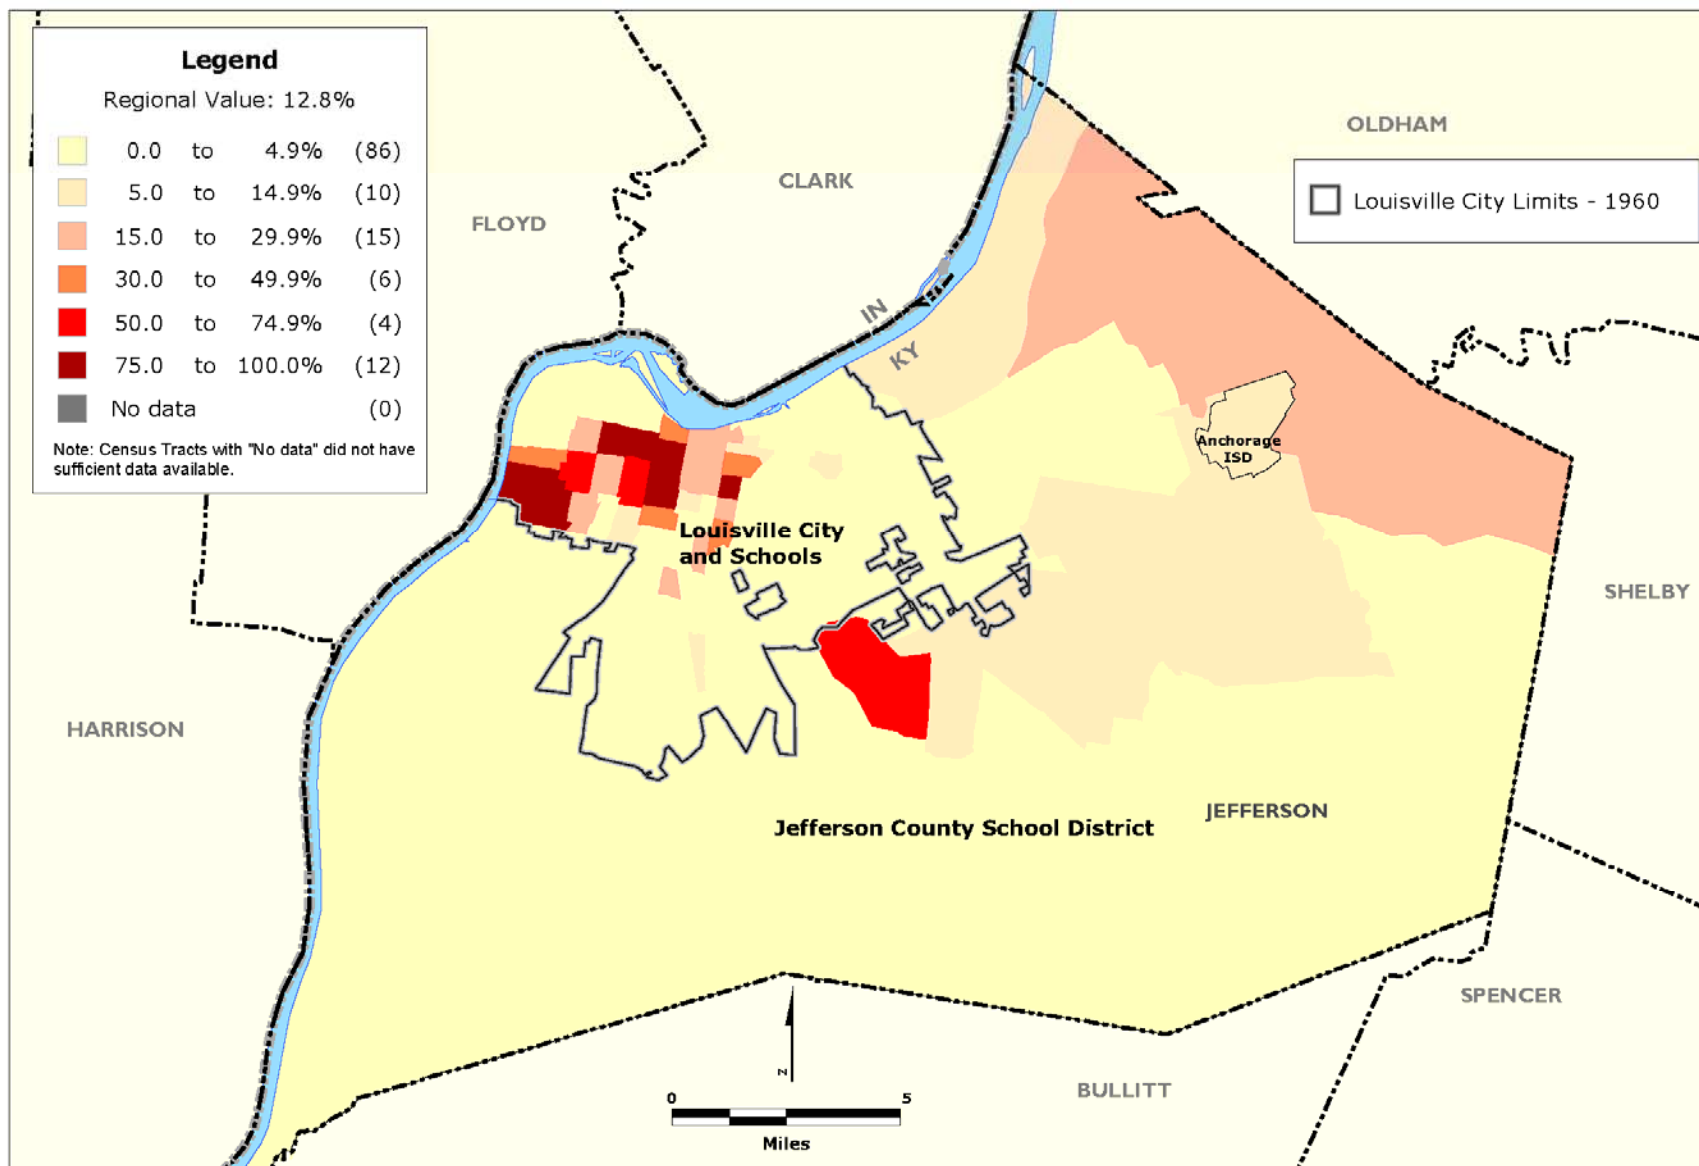 Legend
Regional Value: 12.8%
0.0 to 4.9% (86)
5.0 to 14.9% (10)
15.0 to 29.9% (15)
30.0 to 49.9% (6)
50.0 to 74.9% (4)
75.0 to 100.0% (12)
No data (0)
Note: Census Tracts with "No data" did not have
sufficient data available.
OLDHAM
Louisville City Limits - 1960
CLARK
FLOYD
IN
KY
Anchorage
ISD
Louisville City
and Schools
SHELBY
HARRISON
JEFFERSON
Jefferson County School District
SPENCER
N
BULLITT
0 5
Miles